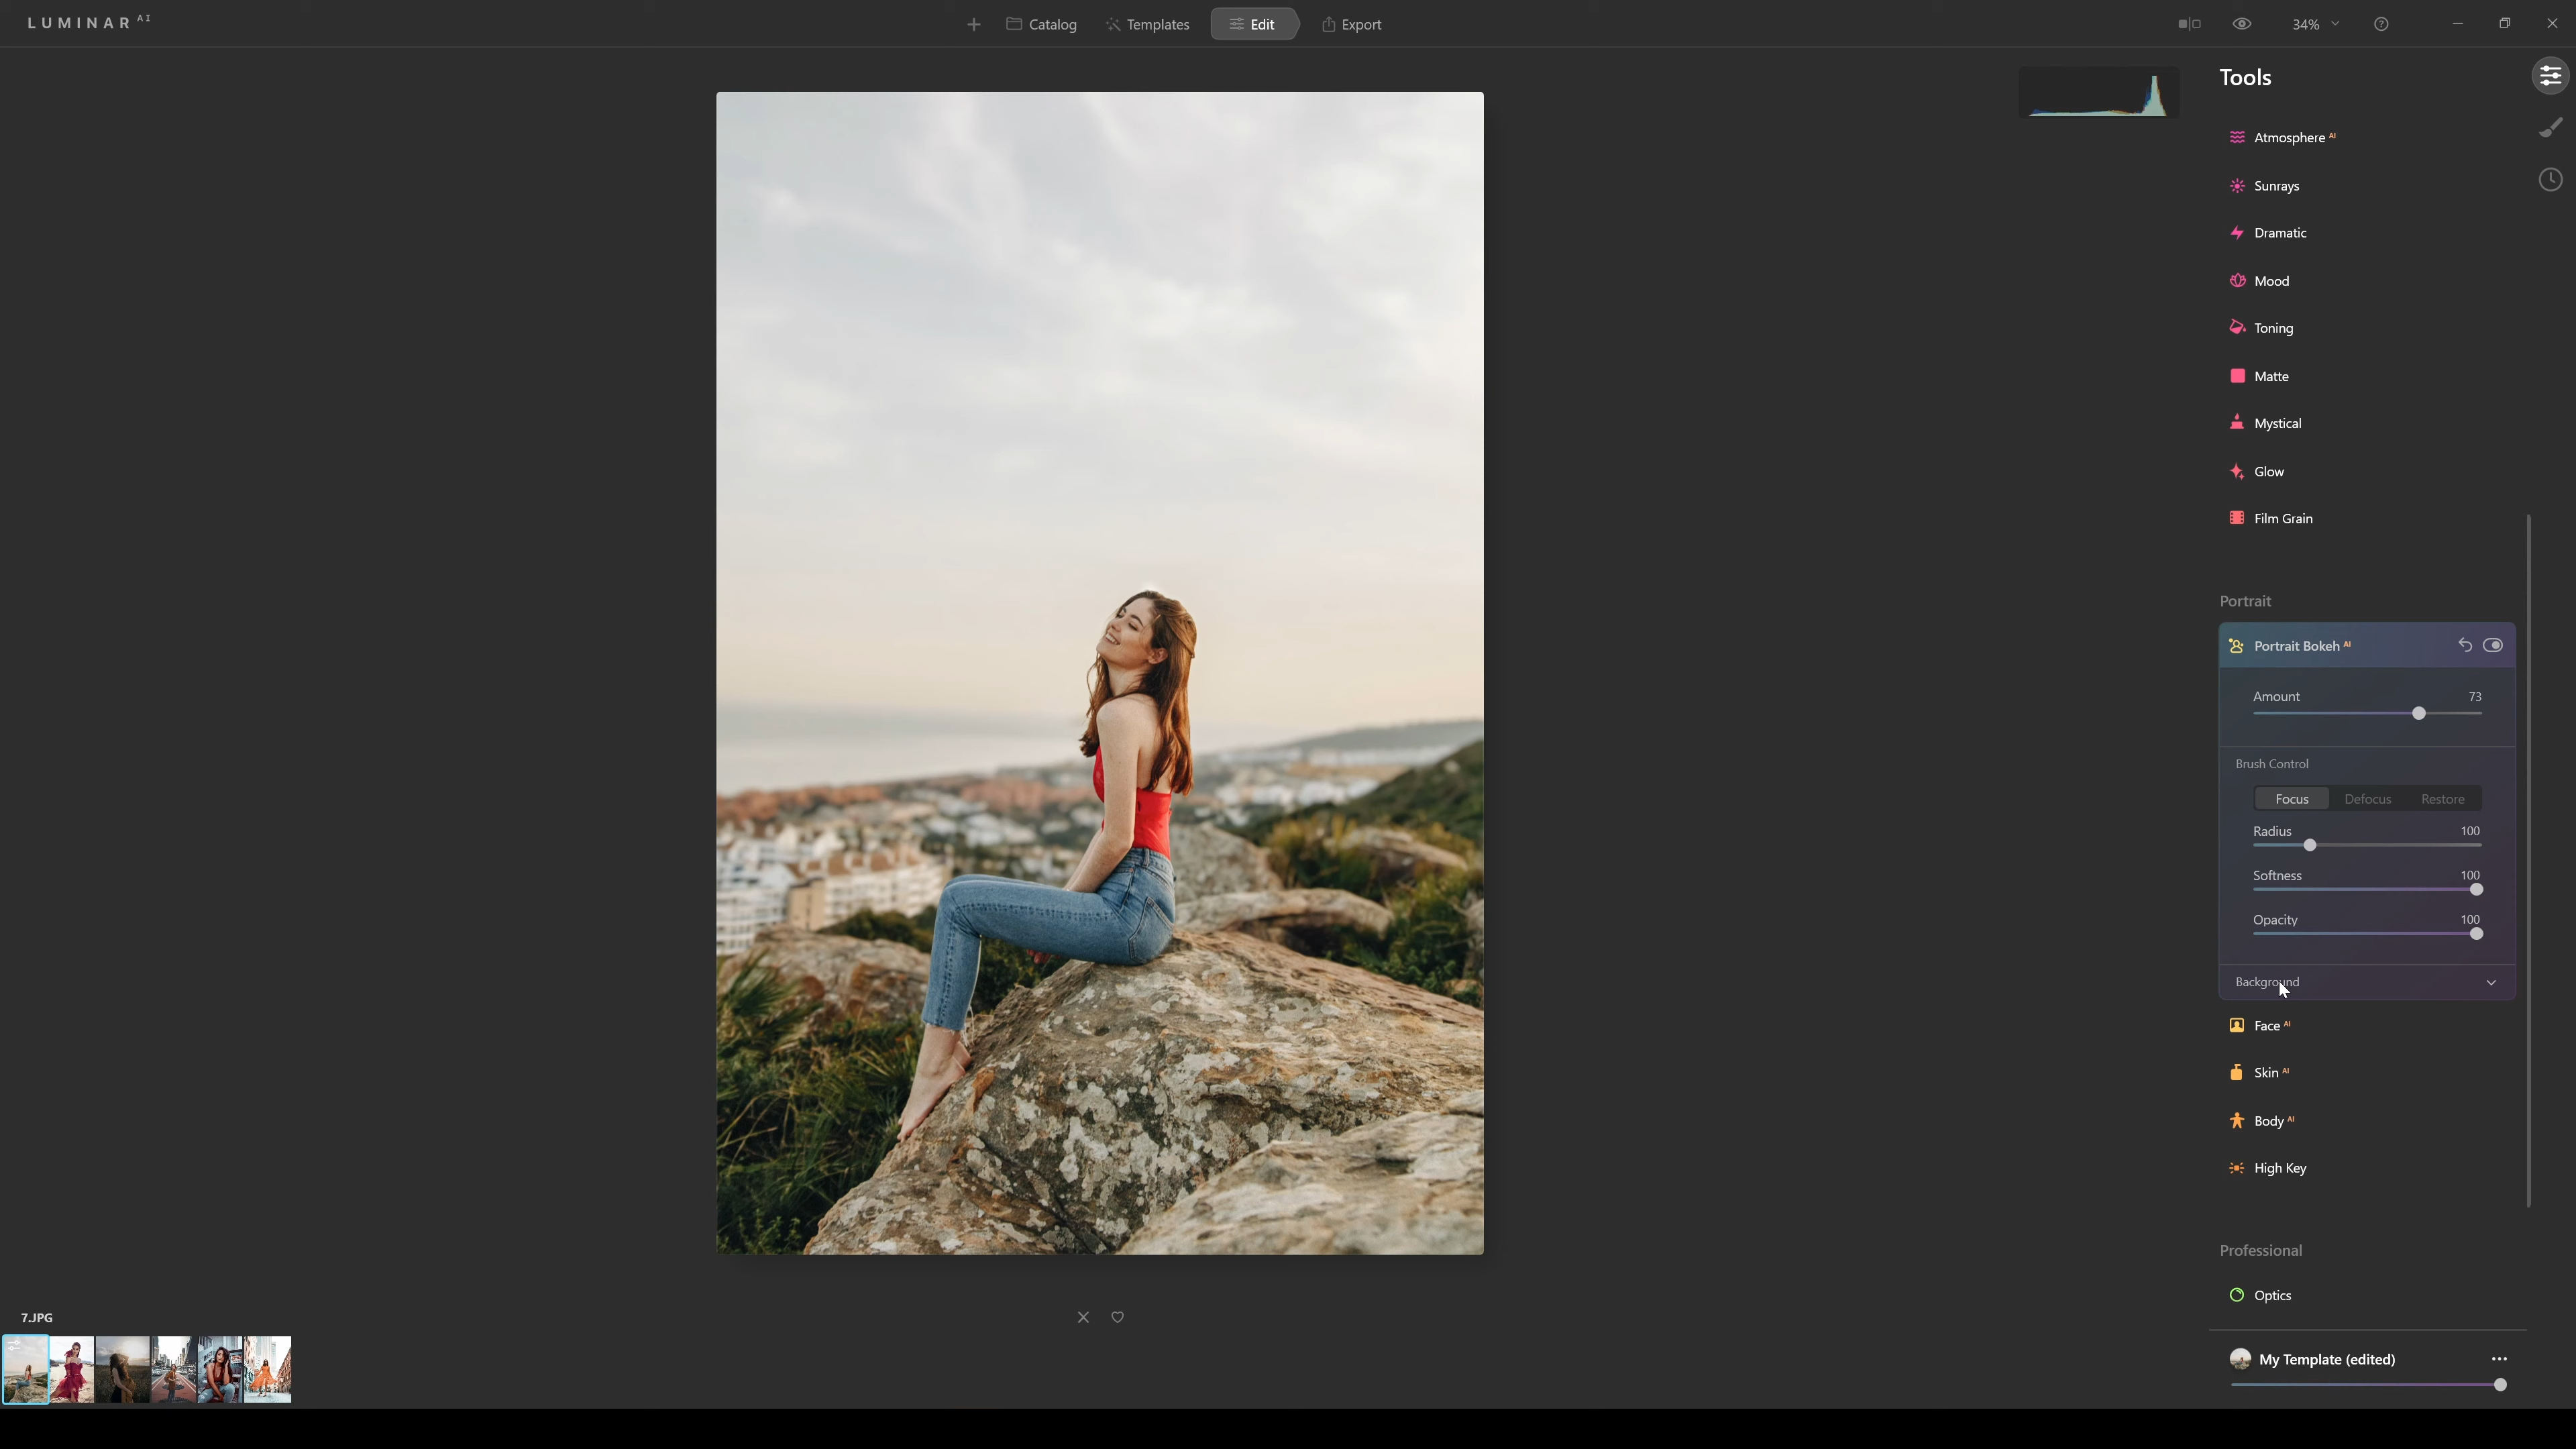 LUMINAR AI
Catalog
Templates
Edit
Export
34%
Tools
Atmosphere AI
Sunrays
Dramatic
Mood
Toning
Matte
Mystical
Glow
Film Grain
Portrait
Portrait Bokeh AI
Amount 73
Brush Control
Focus Defocus Restore
Radius 100
Softness 100
Opacity 100
Background
Face AI
Skin AI
Body AI
High Key
Professional
Optics
My Template (edited)
7.JPG